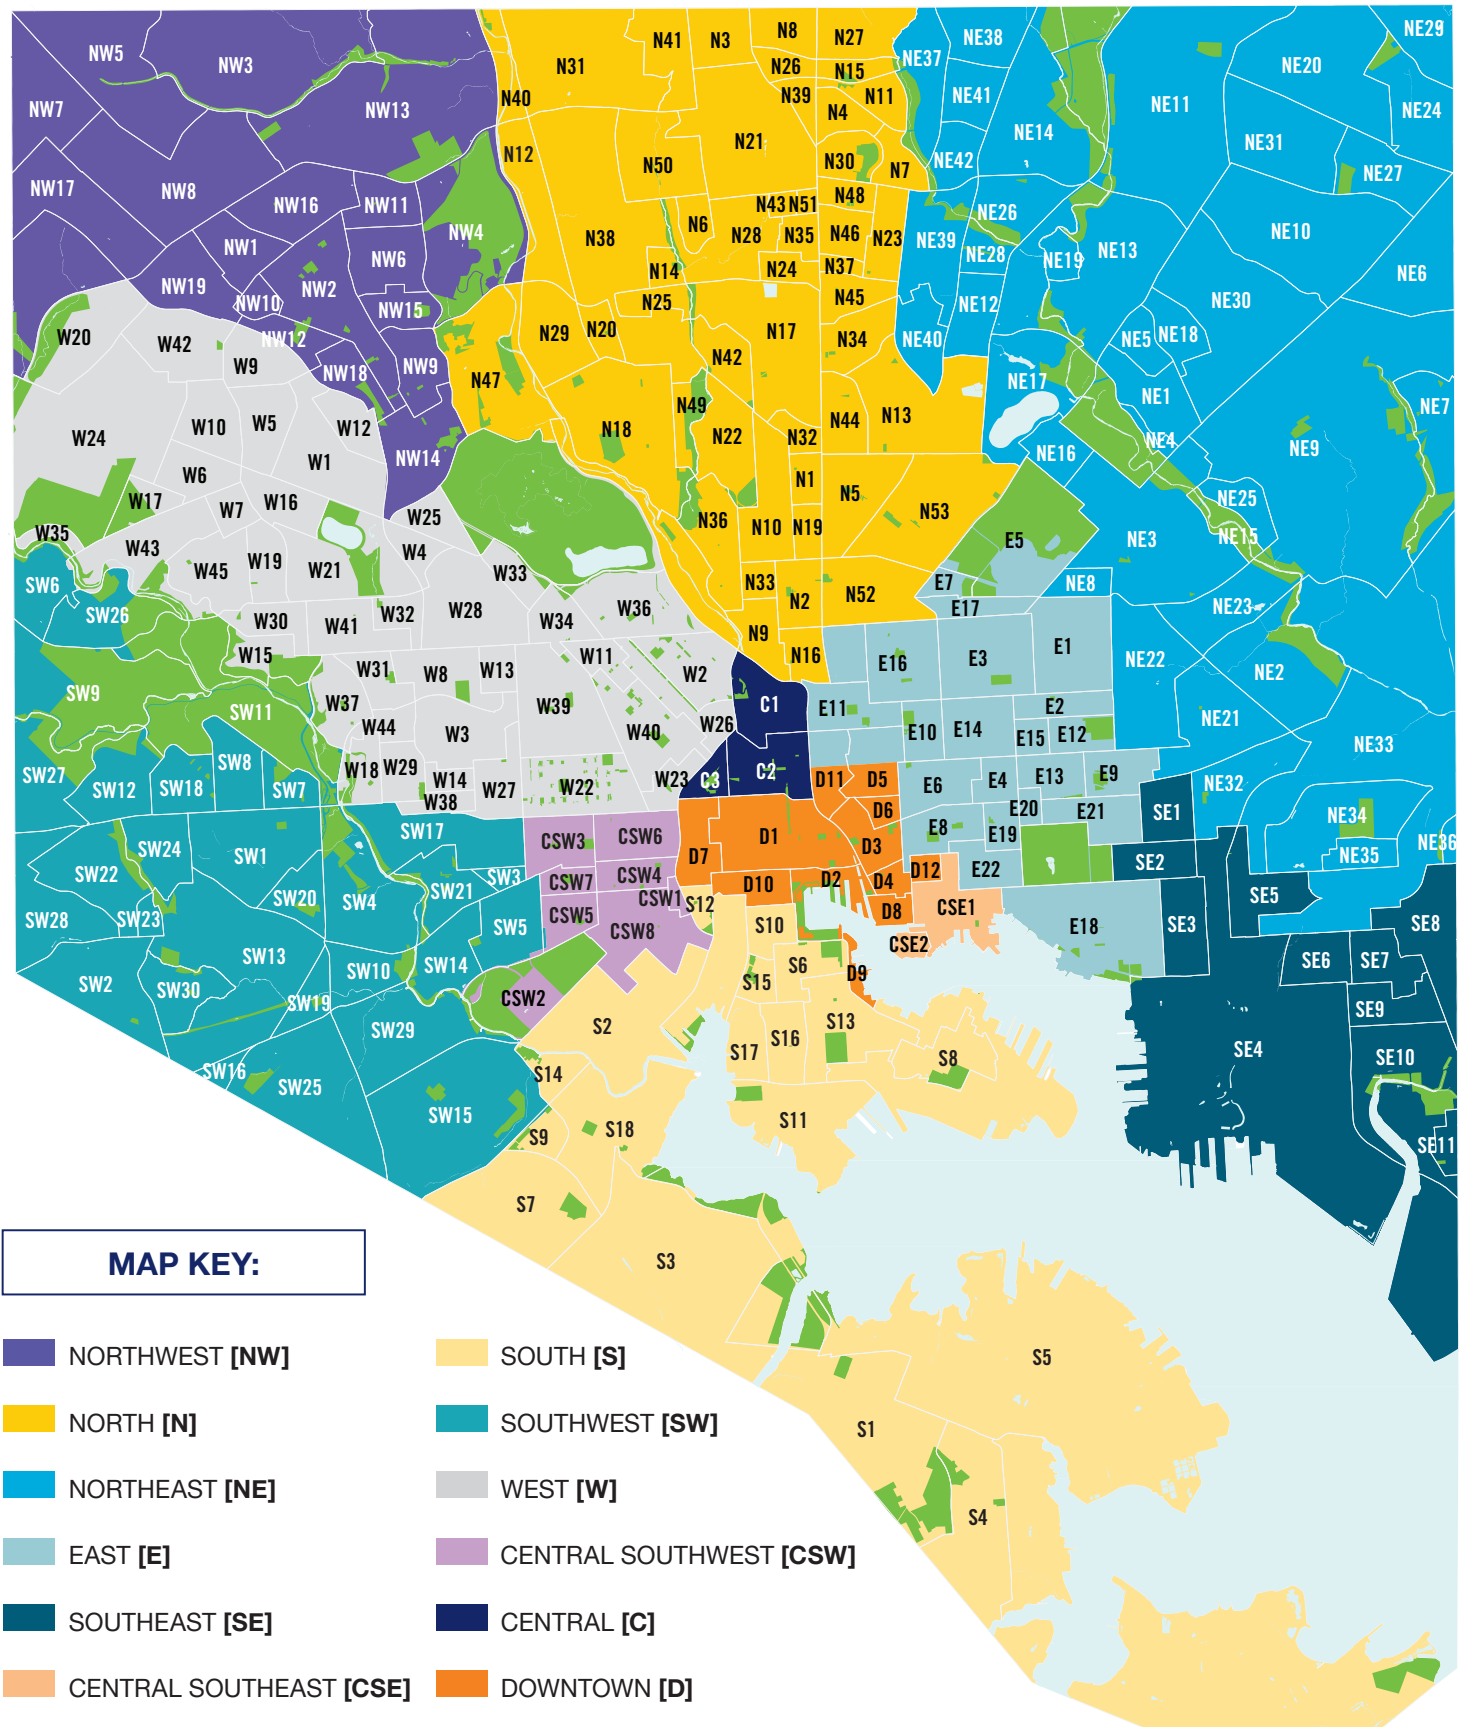 NW5
NW3
NW7
NW13
NW17
NW8
NW16
NW11
NW4
NW1
NW6
NW19
NW10
NW2
NW15
NW12
NW18
NW9
NW14
N31
N41
N3
N8
N27
N26
N15
N39
N11
N40
N4
N12
N50
N21
N30
N7
N43
N51
N48
N6
N38
N28
N35
N46
N23
N14
N24
N37
N25
N45
N29
N20
N17
N34
N42
N47
N49
N18
N22
N32
N44
N13
N1
N5
N36
N10
N19
N53
N33
N2
N52
N9
N16
NE37
NE38
NE29
NE20
NE41
NE11
NE24
NE14
NE31
NE42
NE27
NE26
NE39
NE28
NE19
NE13
NE10
NE6
NE12
NE30
NE40
NE5
NE18
NE17
NE1
NE7
NE4
NE9
NE16
NE25
NE15
NE3
NE8
NE23
NE22
NE2
NE21
NE33
NE32
NE34
NE35
NE36
W20
W42
W9
W24
W10
W5
W12
W6
W1
W17
W7
W16
W25
W35
W43
W45
W19
W21
W4
W33
W30
W41
W32
W28
W34
W36
W15
W31
W8
W13
W11
W2
W37
W39
W44
W3
W40
W26
W18
W29
W14
W27
W22
W23
W38
E5
E7
E17
E16
E3
E1
E11
E2
E10
E14
E15
E12
E6
E4
E13
E9
E20
E21
E8
E19
E22
E18
C1
C2
C3
D11
D5
D6
D1
D3
D7
D10
D2
D4
D12
D8
D9
CSE1
CSE2
CSW3
CSW6
CSW7
CSW4
CSW1
CSW5
CSW8
CSW2
SW6
SW26
SW9
SW11
SW27
SW12
SW18
SW8
SW7
SW17
SW24
SW1
SW22
SW20
SW4
SW21
SW3
SW28
SW23
SW5
SW13
SW2
SW30
SW10
SW14
SW19
SW29
SW16
SW25
SW15
SE1
SE2
SE3
SE5
SE8
SE6
SE7
SE9
SE4
SE10
SE11
S12
S10
S6
S15
S2
S13
S17
S16
S8
S14
S11
S9
S18
S7
S3
S5
S1
S4
MAP KEY:
NORTHWEST [NW]
NORTH [N]
NORTHEAST [NE]
EAST [E]
SOUTHEAST [SE]
CENTRAL SOUTHEAST [CSE]
SOUTH [S]
SOUTHWEST [SW]
WEST [W]
CENTRAL SOUTHWEST [CSW]
CENTRAL [C]
DOWNTOWN [D]